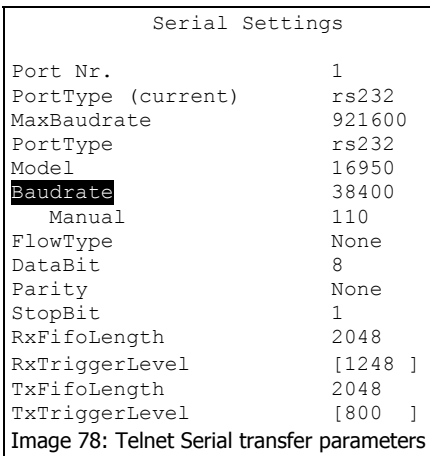 Serial Settings
Port Nr. 1
PortType (current) rs232
MaxBaudrate 921600
PortType rs232
Model 16950
Baudrate 38400
Manual 110
FlowType None
DataBit 8
Parity None
StopBit 1
RxFifoLength 2048
RxTriggerLevel [1248 ]
TxFifoLength 2048
TxTriggerLevel [800 ]
Image 78: Telnet Serial transfer parameters